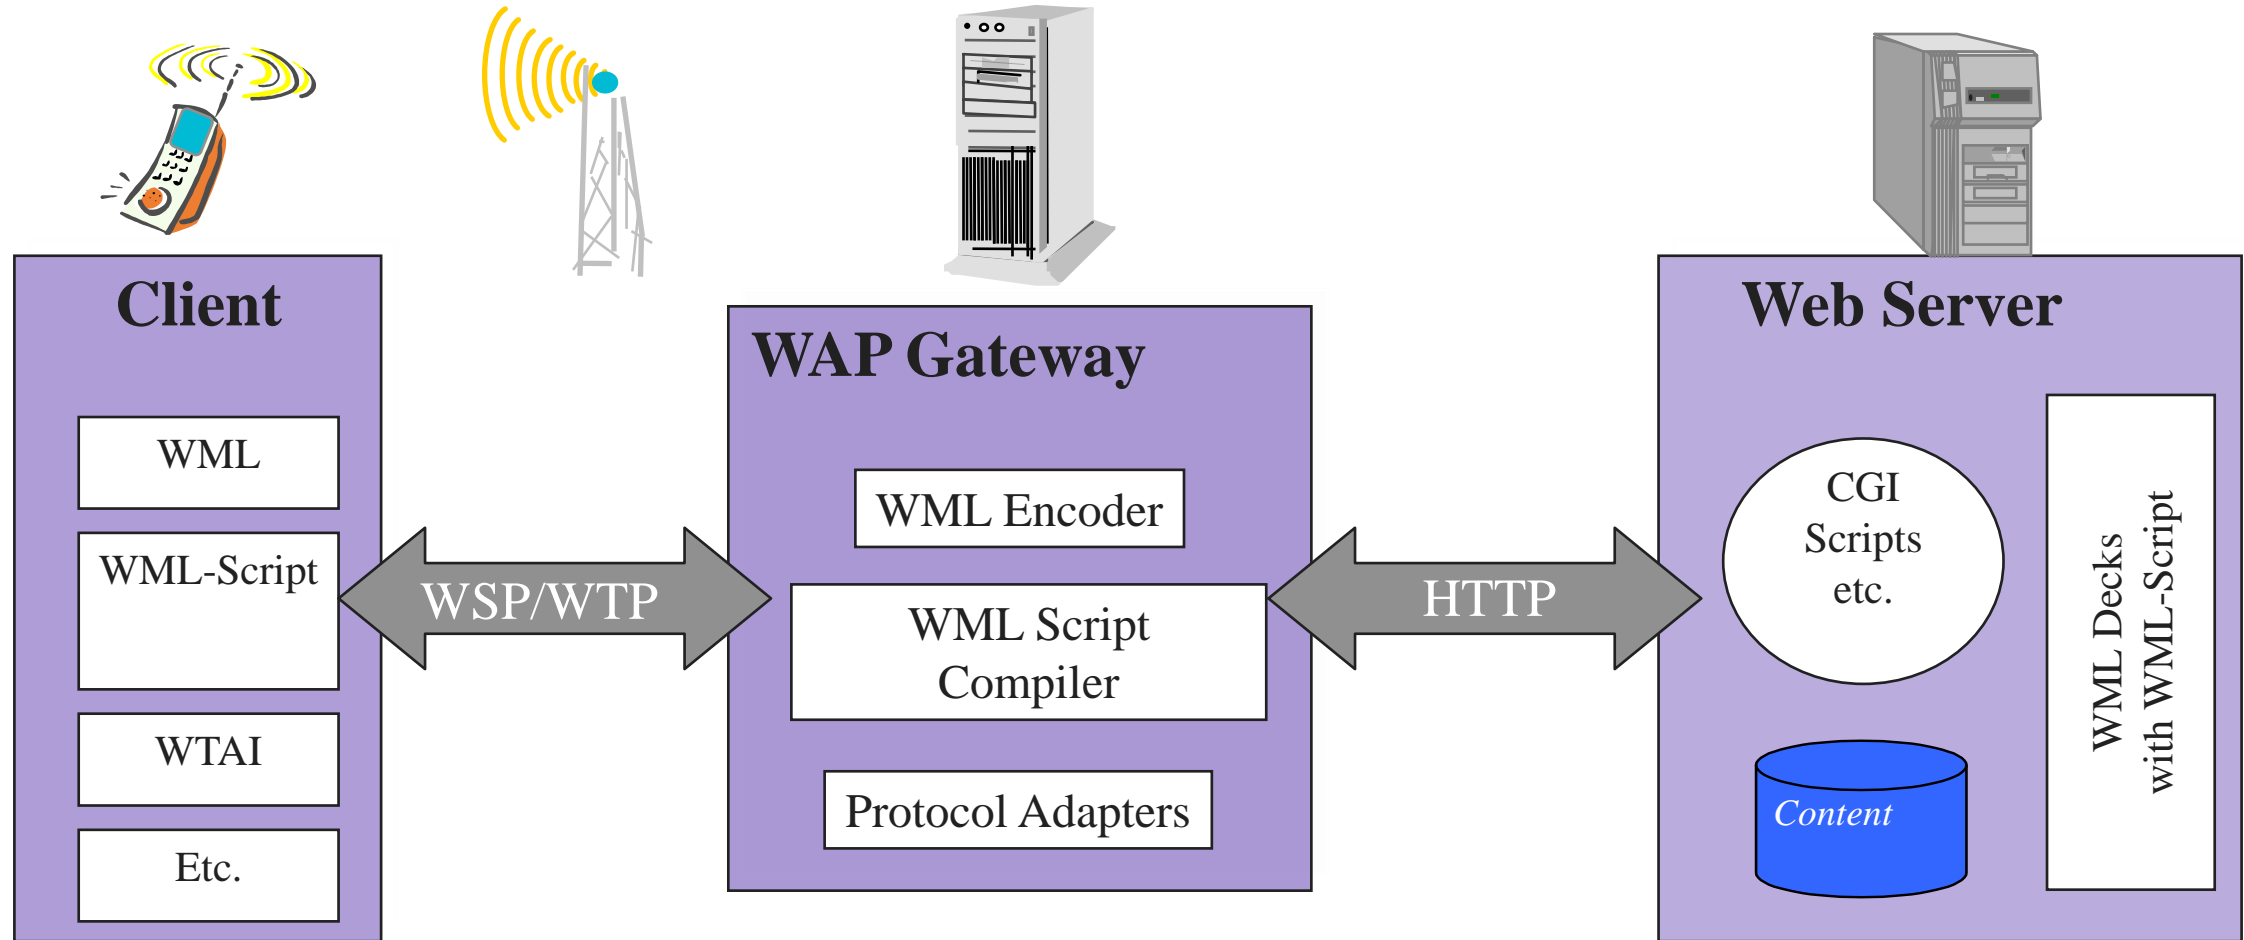 Client
WML
WML-Script
WTAI
Etc.
WSP/WTP
WAP Gateway
WML Encoder
WML Script
Compiler
Protocol Adapters
HTTP
Web Server
CGI
Scripts
etc.
Content
WML Decks
with WML-Script